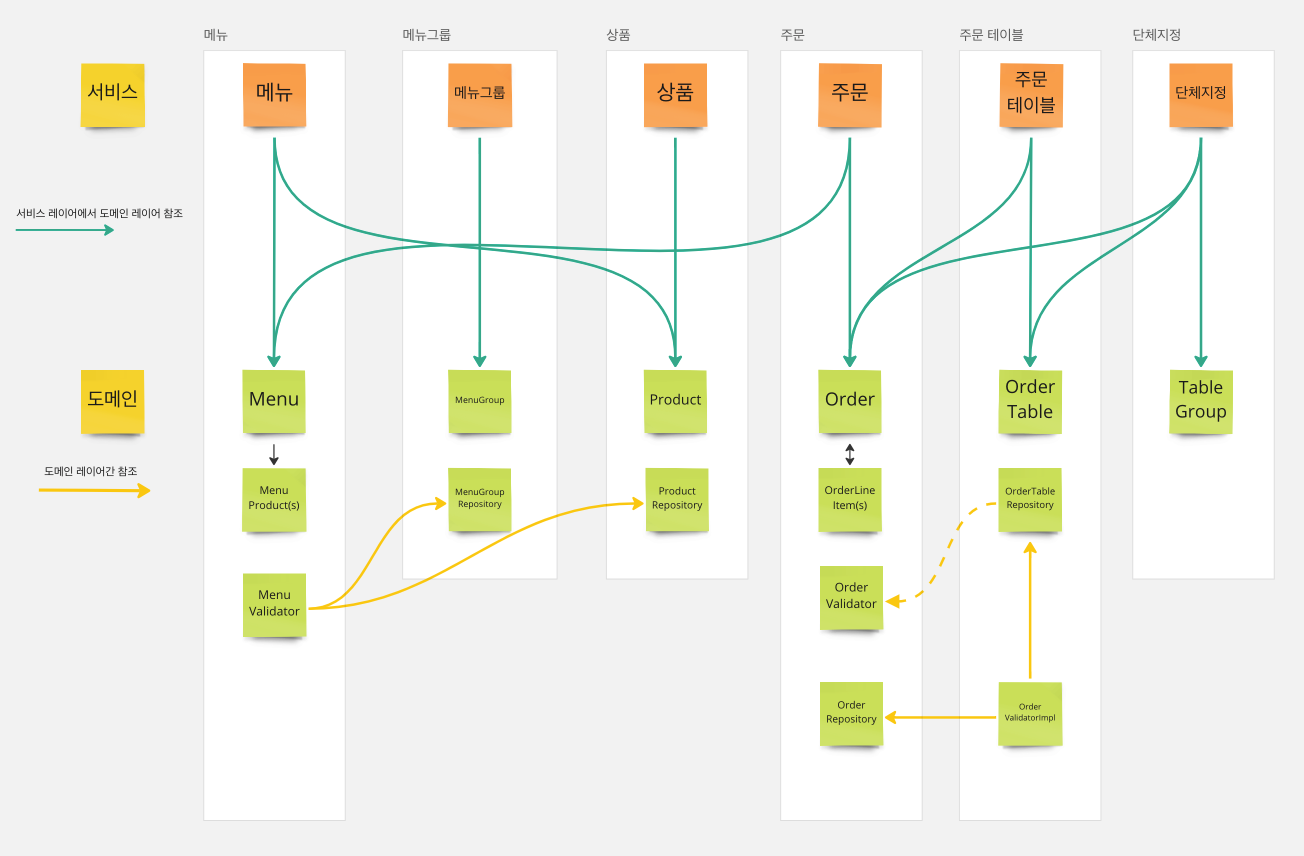 메뉴
메뉴그룹
상품
주문
주문 테이블
단체지정
서비스
메뉴
메뉴그룹
상품
주문
주문
테이블
단체지정
서비스 레이어에서 도메인 레이어 참조
도메인
Menu
MenuGroup
Product
Order
Order
Table
Table
Group
도메인 레이어간 참조
Menu
Product(s)
MenuGroup
Repository
Product
Repository
OrderLine
Item(s)
OrderTable
Repository
Menu
Validator
Order
Validator
Order
Repository
Order
ValidatorImpl